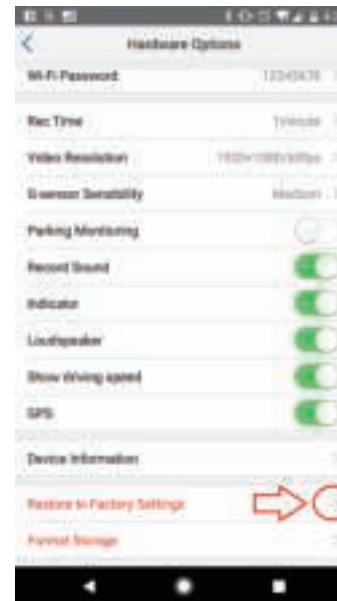 Hardware Options
Wi-Fi Password 12345678
Rec Time 1minute
Video Resolution
G-sensor Sensitivity Medium
Parking Monitoring
Record Sound
Indicator
Loudspeaker
Show driving speed
GPS
Device Information
Restore to Factory Settings
Format Storage